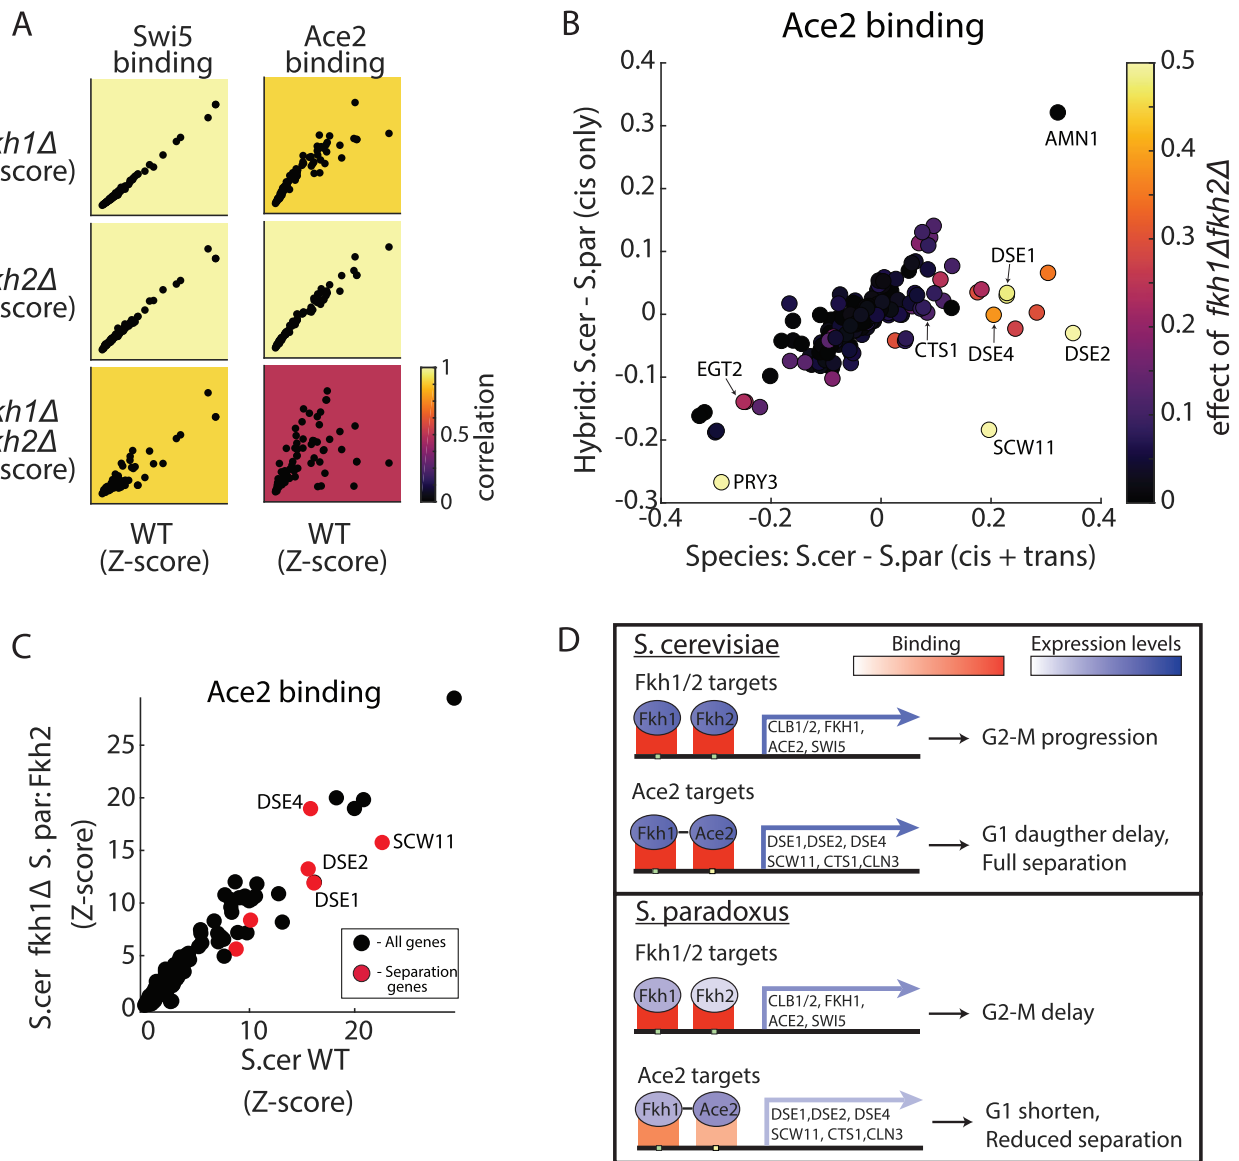 A
Swi5
binding
Ace2
binding
kh1Δ
score)
kh2Δ
score)
kh1Δ
kh2Δ
score)
WT
(Z-score)
WT
(Z-score)
1
0.5
0
correlation
B
Ace2 binding
Hybrid: S.cer - S.par (cis only)
0.4
0.3
0.2
0.1
0
-0.1
-0.2
-0.3
-0.4
-0.2
0
0.2
0.4
Species: S.cer - S.par (cis + trans)
AMN1
DSE1
CTS1
DSE4
DSE2
EGT2
SCW11
PRY3
0.5
0.4
0.3
0.2
0.1
0
effect of fkh1Δfkh2Δ
C
Ace2 binding
S.cer fkh1Δ S. par: Fkh2
(Z-score)
25
20
15
10
5
0
0
10
20
S.cer WT
(Z-score)
DSE4
SCW11
DSE2
DSE1
- All genes
- Separation
genes
D
S. cerevisiae
Binding
Expression levels
Fkh1/2 targets
Fkh1
Fkh2
CLB1/2, FKH1,
ACE2, SWI5
G2-M progression
Ace2 targets
Fkh1
Ace2
DSE1,DSE2, DSE4
SCW11, CTS1,CLN3
G1 daugther delay,
Full separation
S. paradoxus
Fkh1/2 targets
Fkh1
Fkh2
CLB1/2, FKH1,
ACE2, SWI5
G2-M delay
Ace2 targets
Fkh1
Ace2
DSE1,DSE2, DSE4
SCW11, CTS1,CLN3
G1 shorten,
Reduced separation